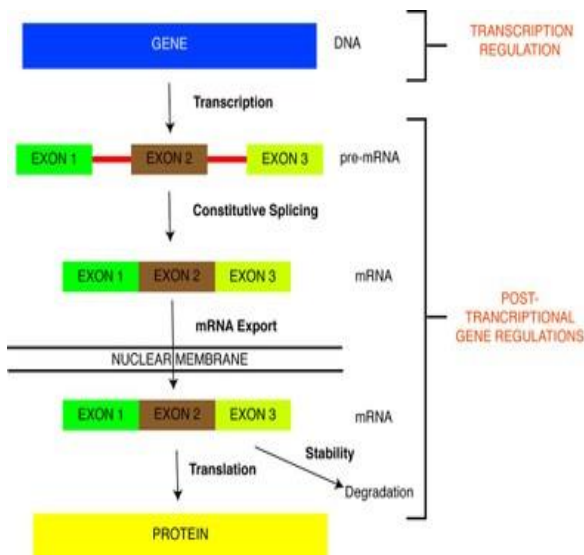 GENE
DNA
TRANSCRIPTION
REGULATION
Transcription
EXON 1
EXON 2
EXON 3
pre-mRNA
Constitutive Splicing
EXON 1
EXON 2
EXON 3
mRNA
mRNA Export
POST-
TRANCRIPTIONAL
GENE REGULATIONS
NUCLEAR MEMBRANE
EXON 1
EXON 2
EXON 3
mRNA
Stability
Translation
Degradation
PROTEIN